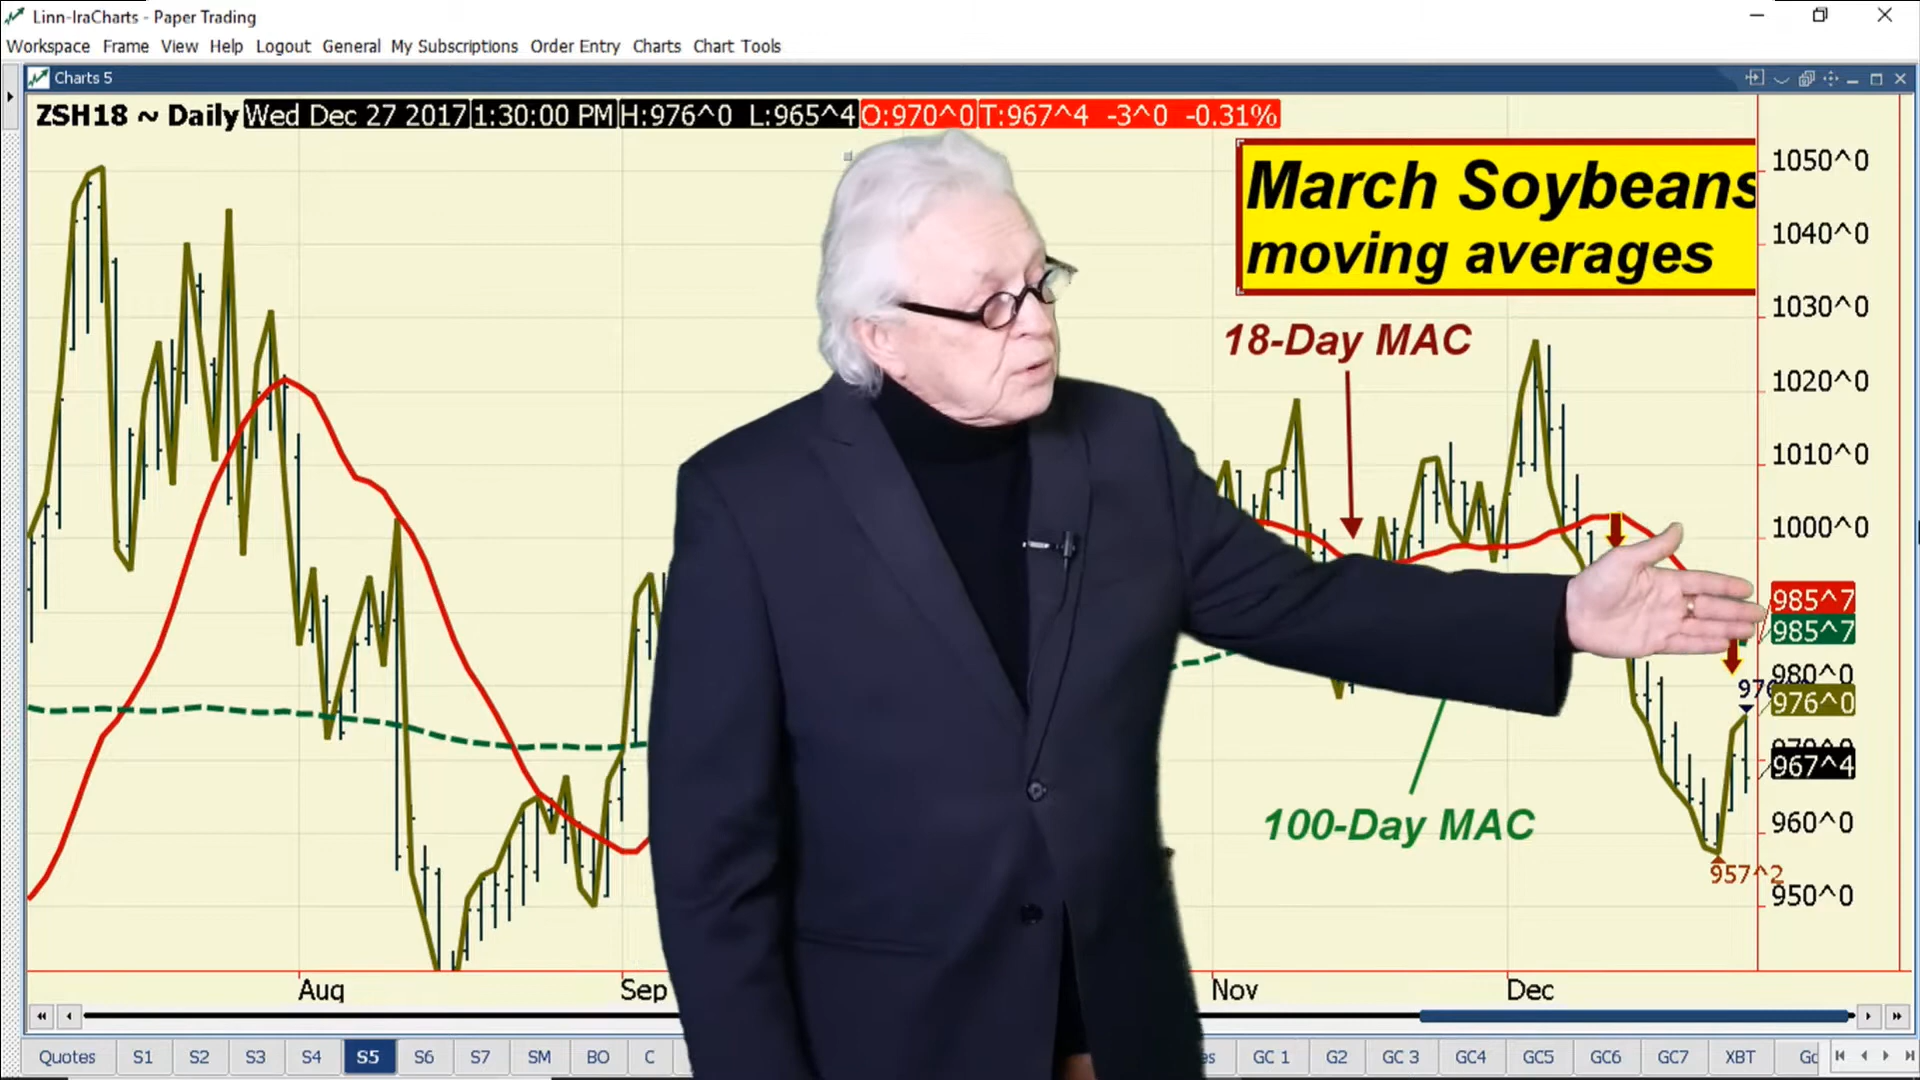 Linn-IraCharts - Paper Trading
Workspace Frame View Help Logout General My Subscriptions Order Entry Charts Chart Tools
Charts 5
ZSH18 ~ Daily Wed Dec 27 2017 1:30:00 PM H:976^0 L:965^4 O:970^0 T:967^4 -3^0 -0.31%
March Soybeans
moving averages
1050^0
1040^0
1030^0
18-Day MAC
1020^0
1010^0
1000^0
985^7
985^7
980^0
976^0
967^4
100-Day MAC
960^0
957^2
950^0
Aug Sep Nov Dec
Quotes S1 S2 S3 S4 S5 S6 S7 SM BO C GC 1 G2 GC 3 GC4 GC5 GC6 GC7 XBT